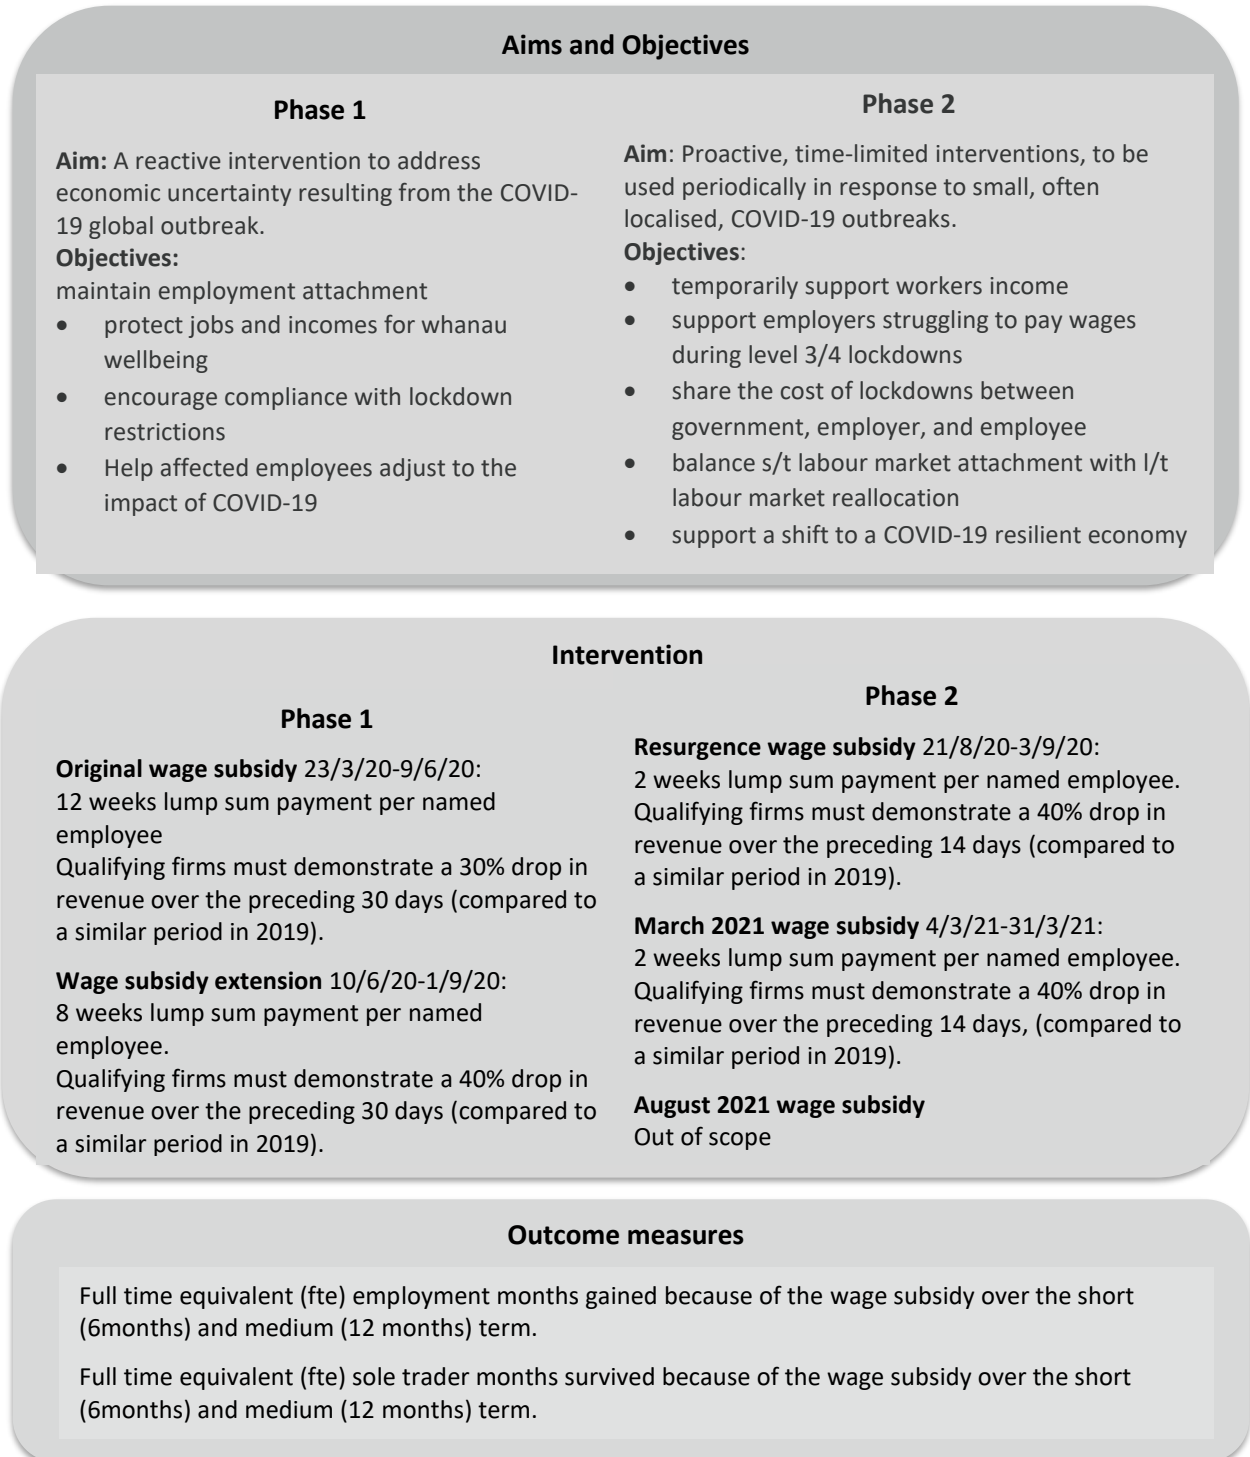 Aims and Objectives
Phase 1
Aim: A reactive intervention to address
economic uncertainty resulting from the COVID-
19 global outbreak.
Objectives:
maintain employment attachment
• protect jobs and incomes for whanau
wellbeing
• encourage compliance with lockdown
restrictions
• Help affected employees adjust to the
impact of COVID-19
Phase 2
Aim: Proactive, time-limited interventions, to be
used periodically in response to small, often
localised, COVID-19 outbreaks.
Objectives:
• temporarily support workers income
• support employers struggling to pay wages
during level 3/4 lockdowns
• share the cost of lockdowns between
government, employer, and employee
• balance s/t labour market attachment with l/t
labour market reallocation
• support a shift to a COVID-19 resilient economy
Intervention
Phase 1
Original wage subsidy 23/3/20-9/6/20:
12 weeks lump sum payment per named
employee
Qualifying firms must demonstrate a 30% drop in
revenue over the preceding 30 days (compared to
a similar period in 2019).
Wage subsidy extension 10/6/20-1/9/20:
8 weeks lump sum payment per named
employee.
Qualifying firms must demonstrate a 40% drop in
revenue over the preceding 30 days (compared to
a similar period in 2019).
Phase 2
Resurgence wage subsidy 21/8/20-3/9/20:
2 weeks lump sum payment per named employee.
Qualifying firms must demonstrate a 40% drop in
revenue over the preceding 14 days (compared to
a similar period in 2019).
March 2021 wage subsidy 4/3/21-31/3/21:
2 weeks lump sum payment per named employee.
Qualifying firms must demonstrate a 40% drop in
revenue over the preceding 14 days, (compared to
a similar period in 2019).
August 2021 wage subsidy
Out of scope
Outcome measures
Full time equivalent (fte) employment months gained because of the wage subsidy over the short
(6months) and medium (12 months) term.
Full time equivalent (fte) sole trader months survived because of the wage subsidy over the short
(6months) and medium (12 months) term.